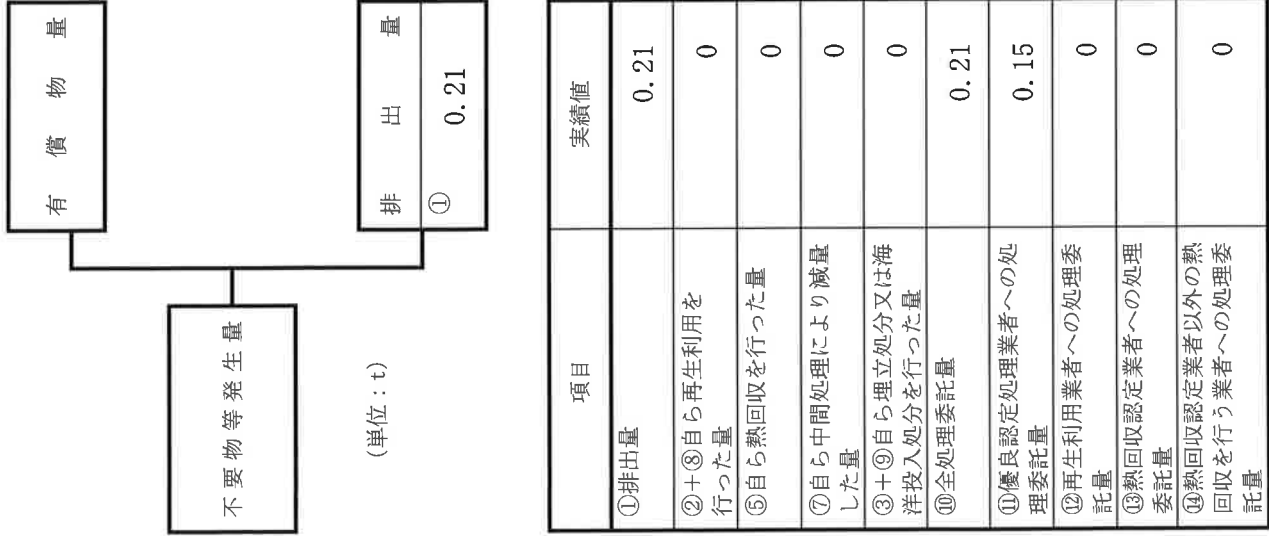 有償物量
不要物等発生量
排出量
① 0.21
(単位：t)
項目 実績値
①排出量 0.21
②＋⑧自ら再生利用を
行った量 0
⑤自ら熱回収を行った量 0
⑦自ら中間処理により減量
した量 0
③＋⑨自ら埋立処分又は海
洋投入処分を行った量 0
⑩全処理委託量 0.21
⑪優良認定処理業者への処
理委託量 0.15
⑫再生利用業者への処理委
託量 0
⑬熱回収認定業者への処理
委託量 0
⑭熱回収認定業者以外の熱
回収を行う業者への処理委
託量 0